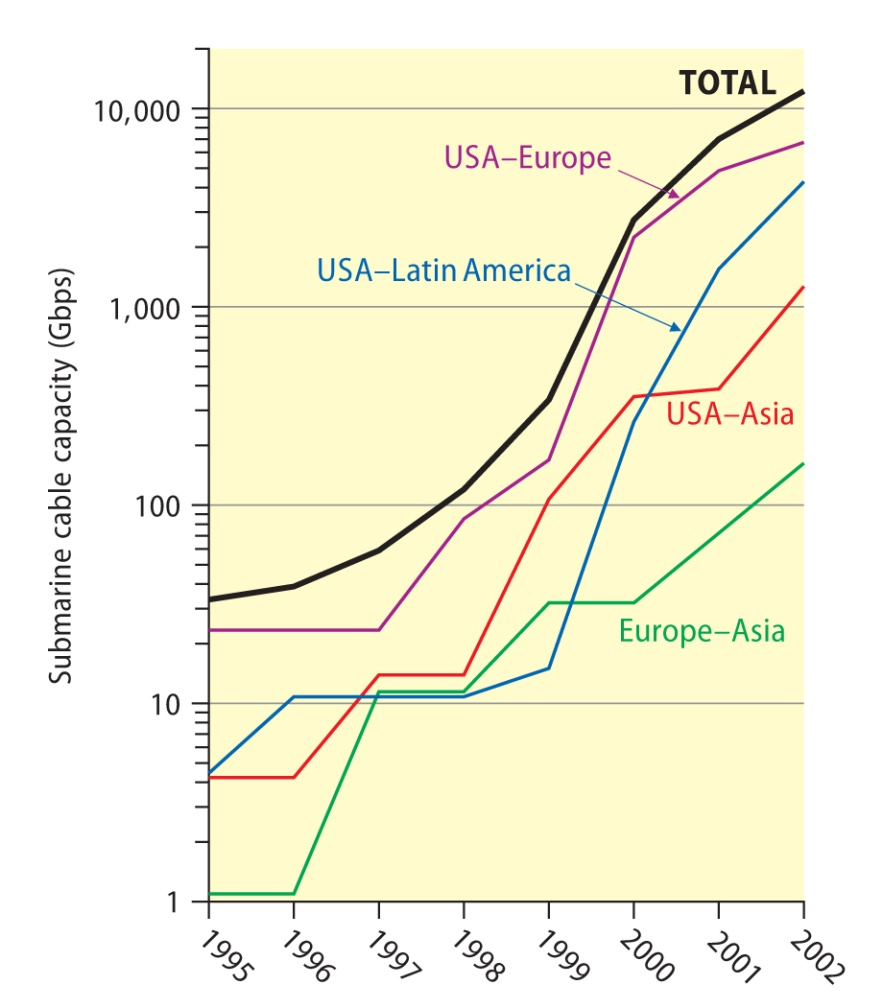 TOTAL
10,000
USA–Europe
USA–Latin America
1,000
USA–Asia
100
Europe–Asia
10
1
Submarine cable capacity (Gbps)
1995
1996
1997
1998
1999
2000
2001
2002